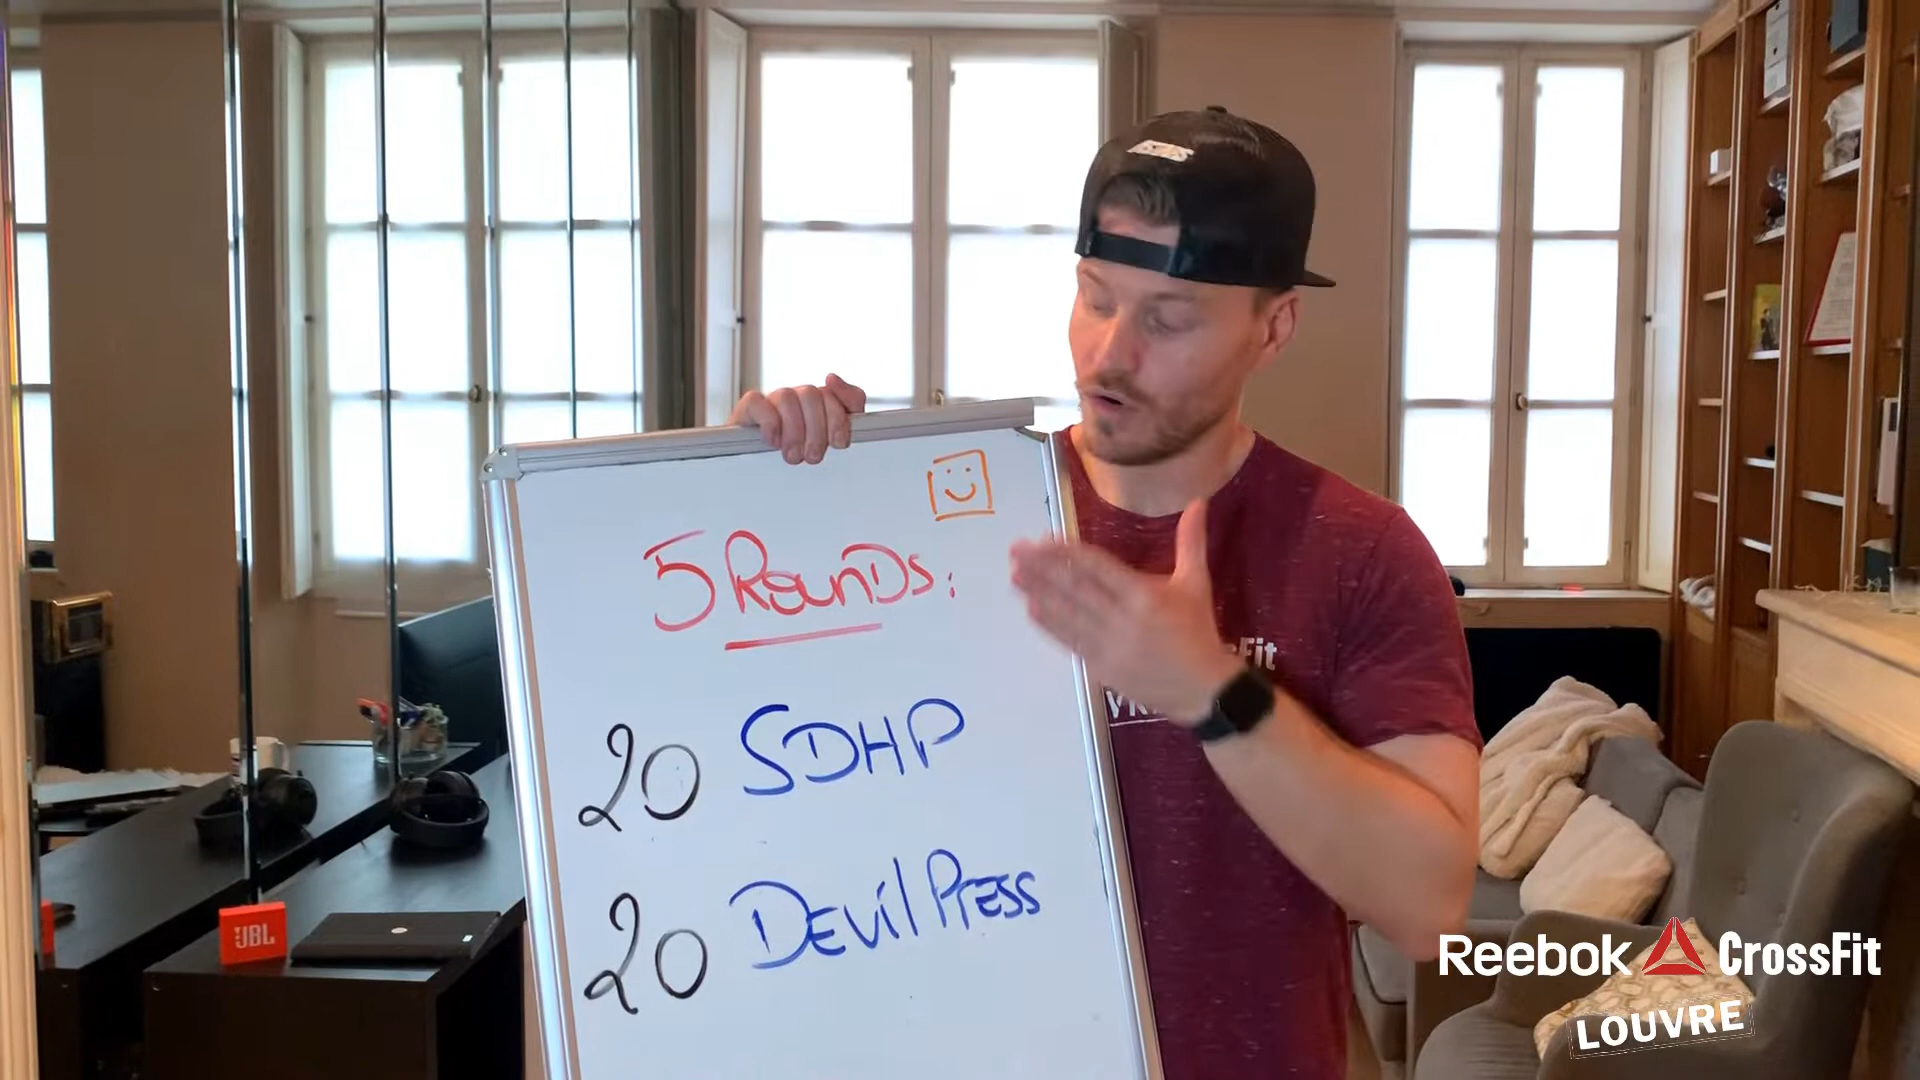 5 ROUNDS:
20 SDHP
20 DEVIL PRESS
JBL
Reebok CROSSFIT
LOUVRE